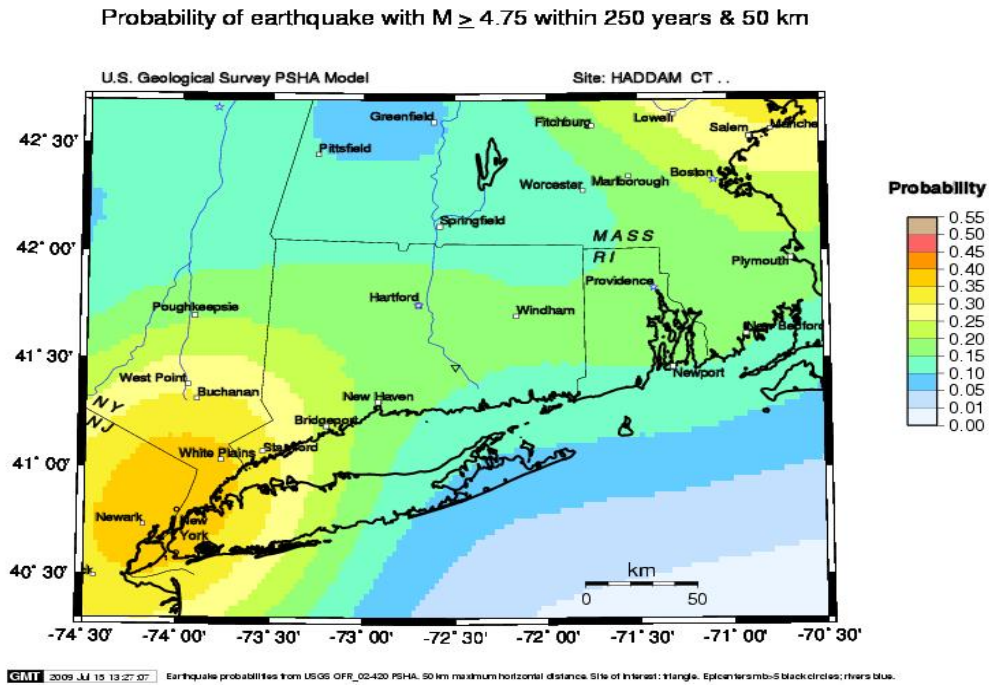 Probability of earthquake with M ≥ 4.75 within 250 years & 50 km
U.S. Geological Survey PSHA Model
Site: HADDAM CT . .
42° 30'
42° 00'
41° 30'
41° 00'
40° 30'
Greenfield
Fitchburg
Lowell
Salem
Manche
Pittsfield
Worcester
Marlborough
Boston
Springfield
MASS
RI
Plymouth
Providence
Poughkeepsie
Hartford
Windham
New Bedford
West Point
Buchanan
New Haven
Newport
NY
NJ
Bridgeport
White Plains
Stamford
Newark
New
York
km
0
50
-74° 30'
-74° 00'
-73° 30'
-73° 00'
-72° 30'
-72° 00'
-71° 30'
-71° 00'
-70° 30'
Probability
0.55
0.50
0.45
0.40
0.35
0.30
0.25
0.20
0.15
0.10
0.05
0.01
0.00
GMT 2009 Jul 15 13:27:07 Earthquake probabilities from USGS OFR_02-420 PSHA. 50 km maximum horizontal distance. Site of interest: triangle. Epicenters mb>5 black circles; rivers blue.